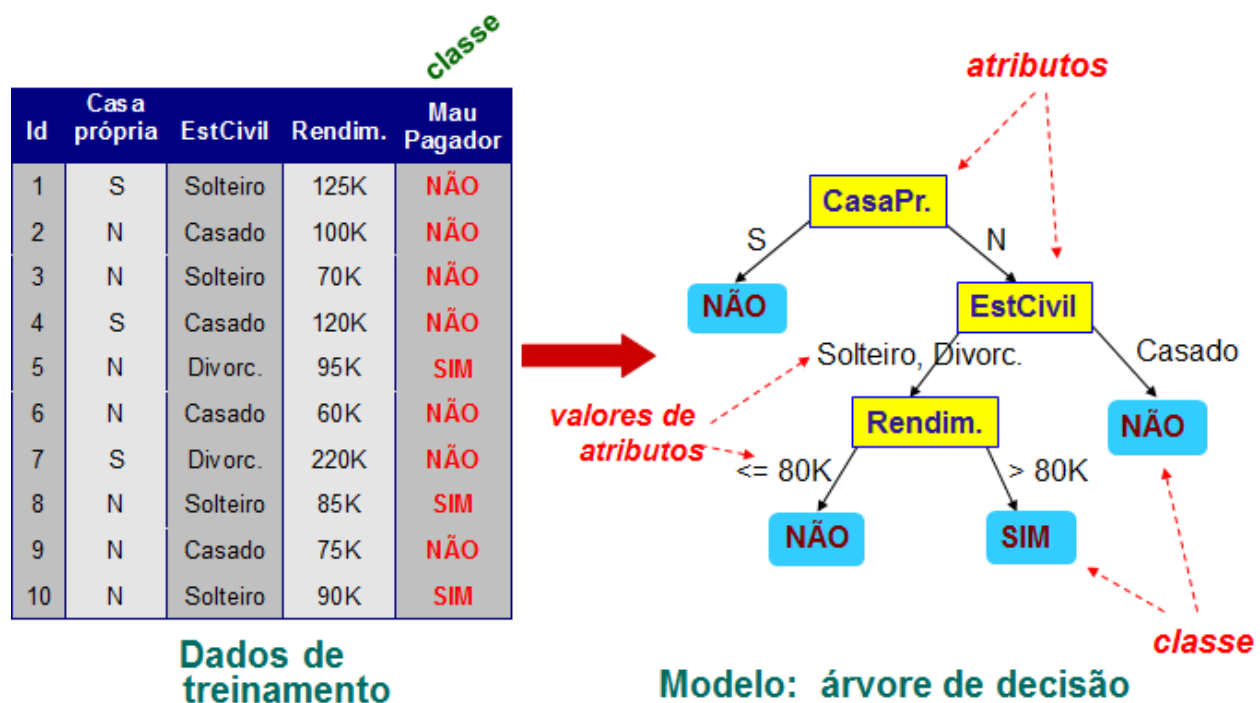 classe
Id Casa própria EstCivil Rendim. Mau Pagador
1 S Solteiro 125K NÃO
2 N Casado 100K NÃO
3 N Solteiro 70K NÃO
4 S Casado 120K NÃO
5 N Divorc. 95K SIM
6 N Casado 60K NÃO
7 S Divorc. 220K NÃO
8 N Solteiro 85K SIM
9 N Casado 75K NÃO
10 N Solteiro 90K SIM
Dados de
treinamento
atributos
CasaPr.
S N
NÃO EstCivil
Solteiro, Divorc. Casado
valores de
atributos
Rendim. NÃO
<= 80K > 80K
NÃO SIM
classe
Modelo: árvore de decisão